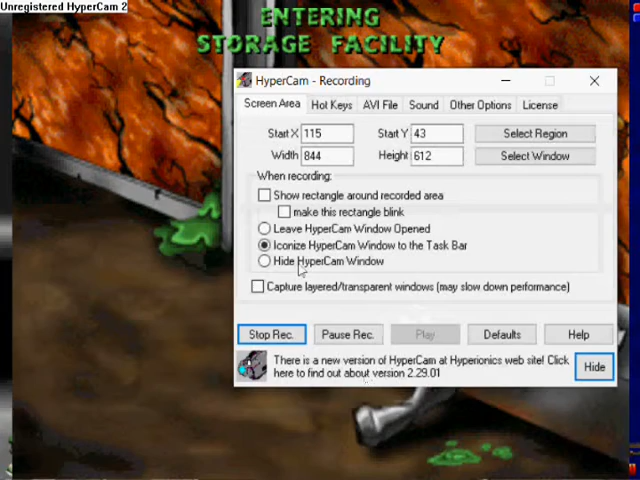 Unregistered HyperCam 2
ENTERING
STORAGE FACILITY
HyperCam - Recording
Screen Area Hot Keys AVI File Sound Other Options License
Start X 115 Start Y 43 Select Region
Width 844 Height 612 Select Window
When recording:
Show rectangle around recorded area
make this rectangle blink
Leave HyperCam Window Opened
Iconize HyperCam Window to the Task Bar
Hide HyperCam Window
Capture layered/transparent windows (may slow down performance)
Stop Rec. Pause Rec. Play Defaults Help
There is a new version of HyperCam at Hyperionics web site! Click
here to find out about version 2.29.01
Hide